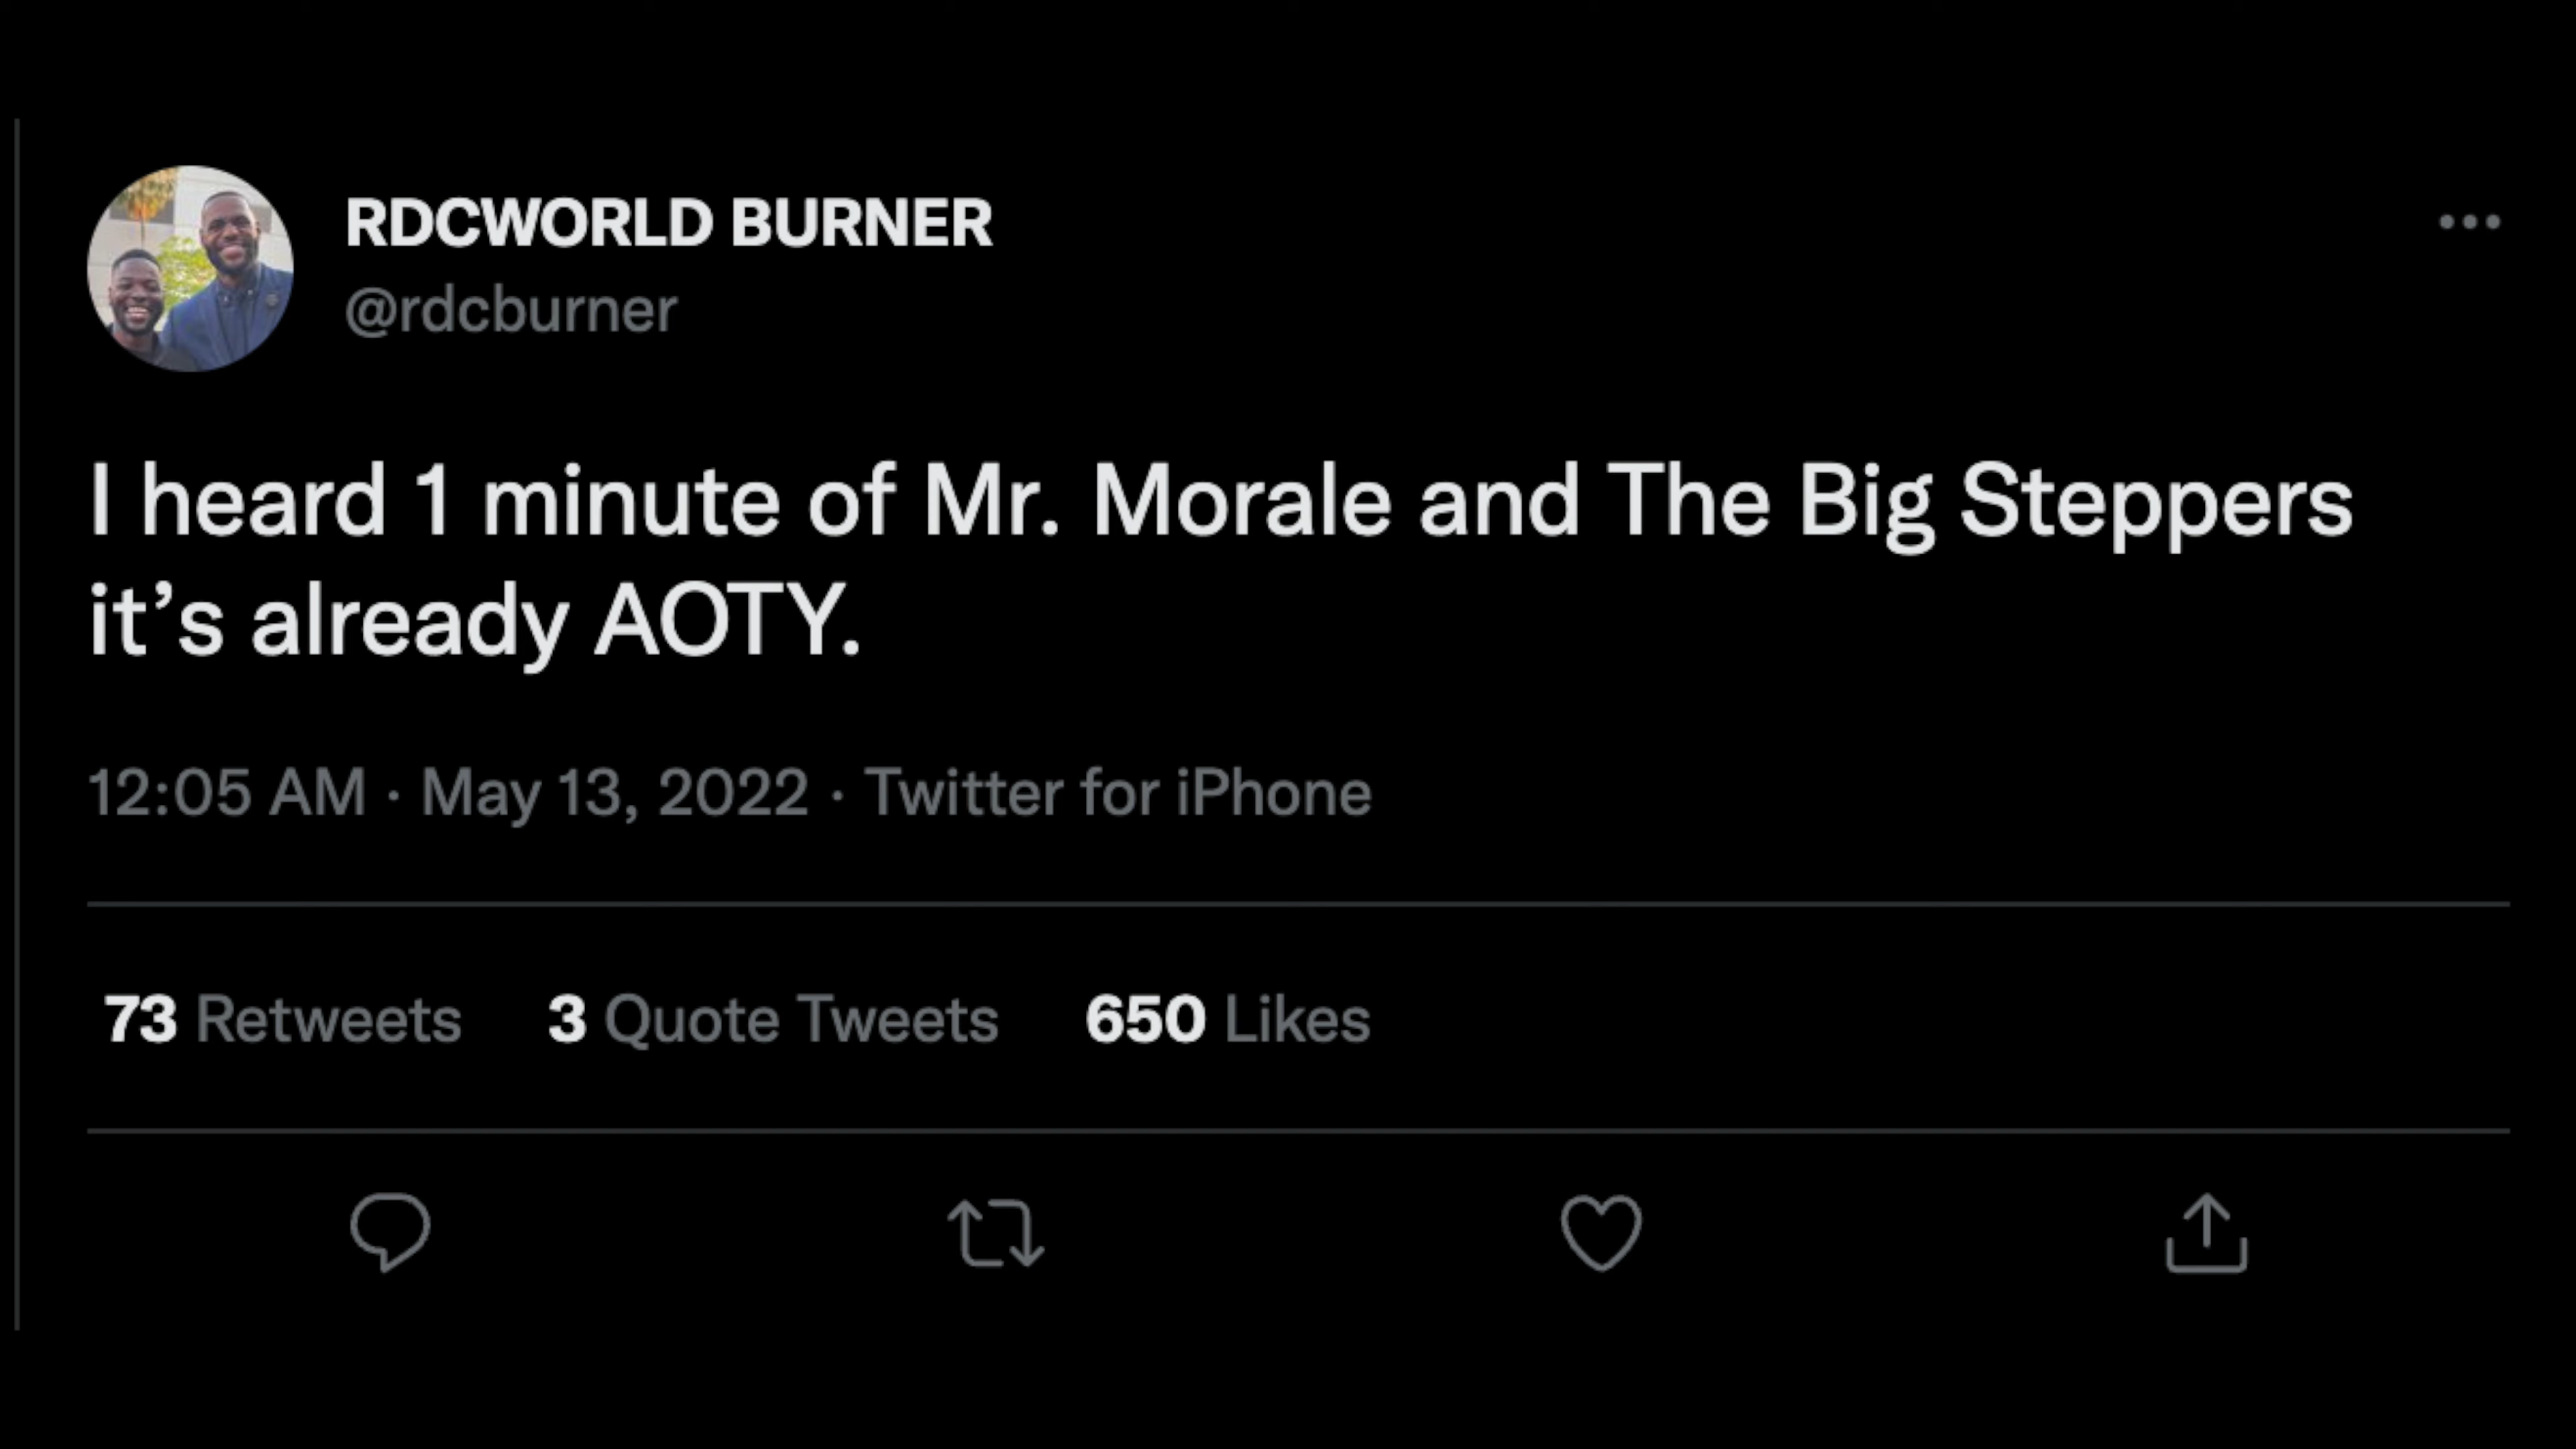 RDCWORLD BURNER
@rdcburner
I heard 1 minute of Mr. Morale and The Big Steppers
it’s already AOTY.
12:05 AM · May 13, 2022 · Twitter for iPhone
73 Retweets 3 Quote Tweets 650 Likes